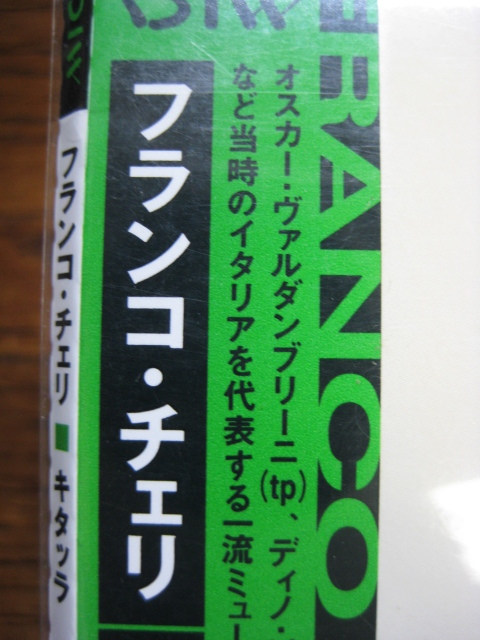 DIW
FRANCO
オスカー・ヴァルダンブリーニ(tp)、ディノ・
など当時のイタリアを代表する一流ミュー
フランコ・チェリ
DIW
フランコ・チェリ ■ キタッラ